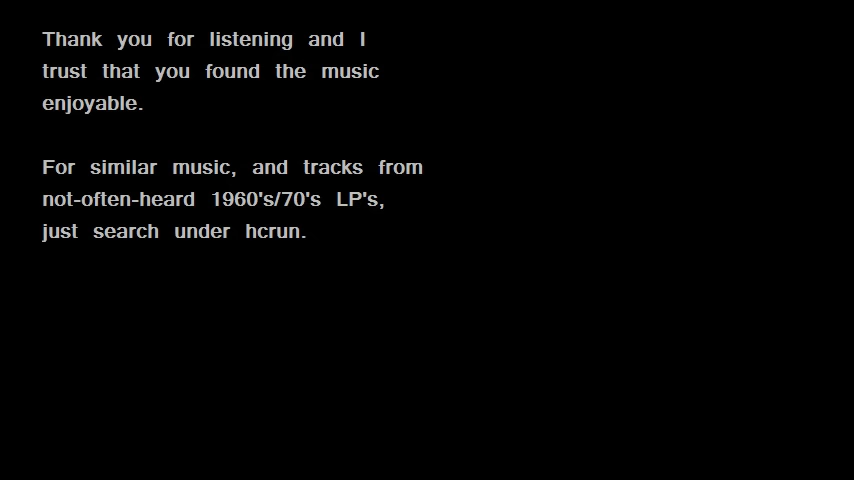 Thank you for listening and I
trust that you found the music
enjoyable.
For similar music, and tracks from
not-often-heard 1960's/70's LP's,
just search under hcrun.